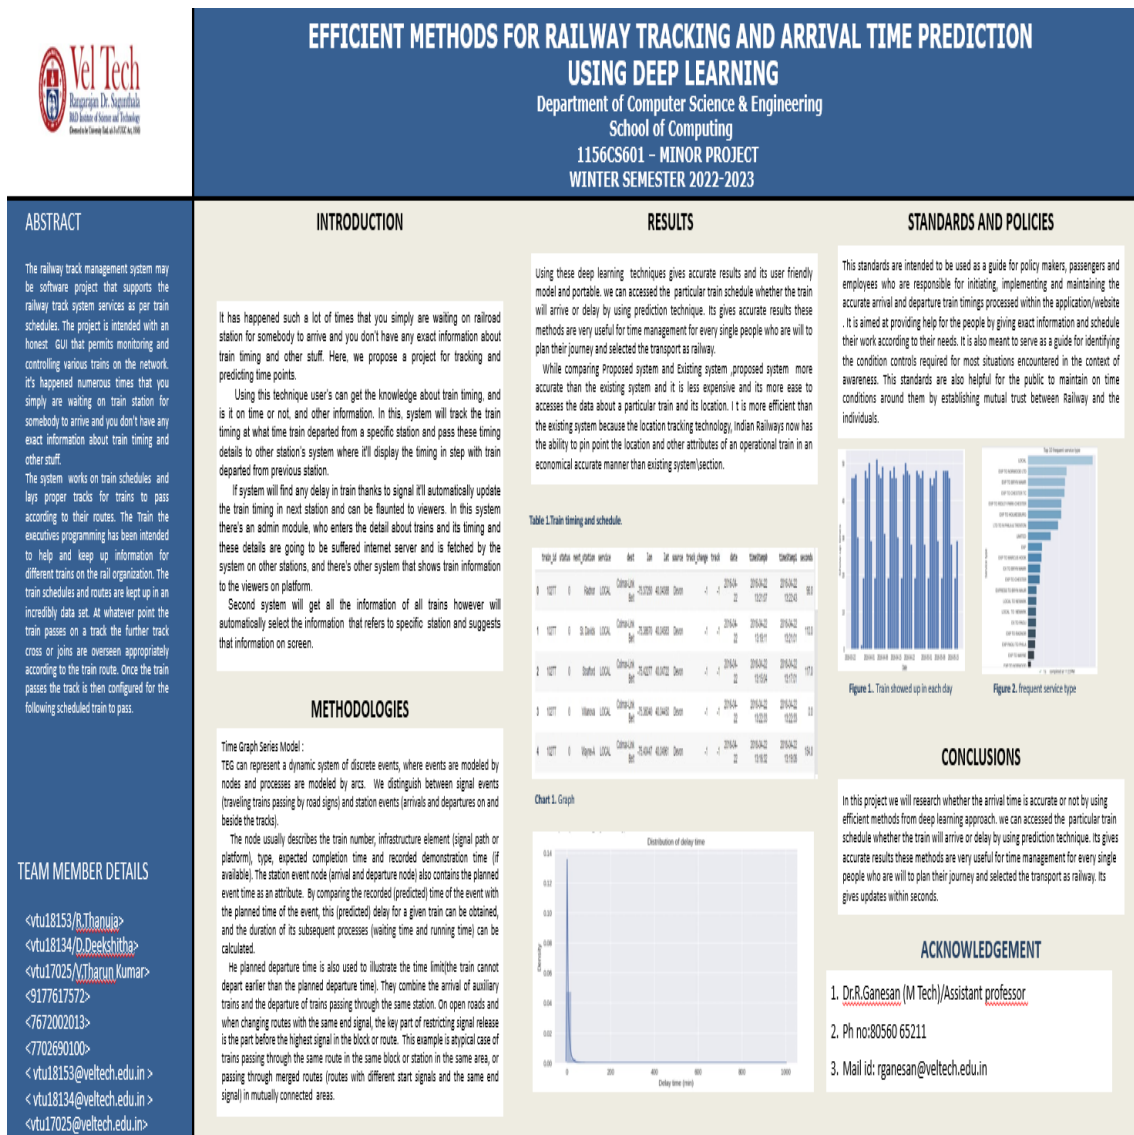 Vel Tech
Rangarajan Dr. Sagunthala
R&D Institute of Science and Technology
EFFICIENT METHODS FOR RAILWAY TRACKING AND ARRIVAL TIME PREDICTION
USING DEEP LEARNING
Department of Computer Science & Engineering
School of Computing
1156CS601 – MINOR PROJECT
WINTER SEMESTER 2022-2023
ABSTRACT
The railway track management system may
be software project that supports the
railway track system services as per train
schedules. The project is intended with an
honest GUI that permits monitoring and
controlling various trains on the network.
it's happened numerous times that you
simply are waiting on train station for
somebody to arrive and you don't have any
exact information about train timing and
other stuff.
The system works on train schedules and
lays proper tracks for trains to pass
according to their routes. The Train the
executives programming has been intended
to help and keep up information for
different trains on the rail organization. The
train schedules and routes are kept up in an
incredibly data set. At whatever point the
train passes on a track the further track
cross or joins are overseen appropriately
according to the train route. Once the train
passes the track is then configured for the
following scheduled train to pass.
TEAM MEMBER DETAILS
<vtu18153/R.Thanuja>
<vtu18134/D.Deekshitha>
<vtu17025/V.Tharun Kumar>
<9177617572>
<7672002013>
<7702690100>
< vtu18153@veltech.edu.in >
< vtu18134@veltech.edu.in >
<vtu17025@veltech.edu.in>
INTRODUCTION
It has happened such a lot of times that you simply are waiting on railroad
station for somebody to arrive and you don't have any exact information about
train timing and other stuff. Here, we propose a project for tracking and
predicting time points.
Using this technique user's can get the knowledge about train timing, and
is it on time or not, and other information. In this, system will track the train
timing at what time train departed from a specific station and pass these timing
details to other station's system where it'll display the timing in step with train
departed from previous station.
If system will find any delay in train thanks to signal it'll automatically update
the train timing in next station and can be flaunted to viewers. In this system
there's an admin module, who enters the detail about trains and its timing and
these details are going to be suffered internet server and is fetched by the
system on other stations, and there's other system that shows train information
to the viewers on platform.
Second system will get all the information of all trains however will
automatically select the information that refers to specific station and suggests
that information on screen.
METHODOLOGIES
Time Graph Series Model :
TEG can represent a dynamic system of discrete events, where events are modeled by
nodes and processes are modeled by arcs. We distinguish between signal events
(traveling trains passing by road signs) and station events (arrivals and departures on and
beside the tracks).
The node usually describes the train number, infrastructure element (signal path or
platform), type, expected completion time and recorded demonstration time (if
available). The station event node (arrival and departure node) also contains the planned
event time as an attribute. By comparing the recorded (predicted) time of the event with
the planned time of the event, this (predicted) delay for a given train can be obtained,
and the duration of its subsequent processes (waiting time and running time) can be
calculated.
He planned departure time is also used to illustrate the time limit(the train cannot
depart earlier than the planned departure time). They combine the arrival of auxiliary
trains and the departure of trains passing through the same station. On open roads and
when changing routes with the same end signal, the key part of restricting signal release
is the part before the highest signal in the block or route. This example is atypical case of
trains passing through the same route in the same block or station in the same area, or
passing through merged routes (routes with different start signals and the same end
signal) in mutually connected areas.
RESULTS
Using these deep learning techniques gives accurate results and its user friendly
model and portable. we can accessed the particular train schedule whether the train
will arrive or delay by using prediction technique. Its gives accurate results these
methods are very useful for time management for every single people who are will to
plan their journey and selected the transport as railway.
While comparing Proposed system and Existing system ,proposed system more
accurate than the existing system and it is less expensive and its more ease to
accesses the data about a particular train and its location. I t is more efficient than
the existing system because the location tracking technology, Indian Railways now has
the ability to pin point the location and other attributes of an operational train in an
economical accurate manner than existing system\section.
Table 1.Train timing and schedule.
train_id status next_station service dest lon lat source track_change track date timeStamp0 timeStamp1 seconds
Chart 1. Graph
Distribution of delay time
Density
0.14
0.12
0.10
0.08
0.06
0.04
0.02
0.00
0 200 400 600 800 1000
Delay time (min)
STANDARDS AND POLICIES
This standards are intended to be used as a guide for policy makers, passengers and
employees who are responsible for initiating, implementing and maintaining the
accurate arrival and departure train timings processed within the application/website
. It is aimed at providing help for the people by giving exact information and schedule
their work according to their needs. It is also meant to serve as a guide for identifying
the condition controls required for most situations encountered in the context of
awareness. This standards are also helpful for the public to maintain on time
conditions around them by establishing mutual trust between Railway and the
individuals.
Figure 1. Train showed up in each day
Figure 2. frequent service type
CONCLUSIONS
In this project we will research whether the arrival time is accurate or not by using
efficient methods from deep learning approach. we can accessed the particular train
schedule whether the train will arrive or delay by using prediction technique. Its gives
accurate results these methods are very useful for time management for every single
people who are will to plan their journey and selected the transport as railway. Its
gives updates within seconds.
ACKNOWLEDGEMENT
1. Dr.R.Ganesan (M Tech)/Assistant professor
2. Ph no:80560 65211
3. Mail id: rganesan@veltech.edu.in